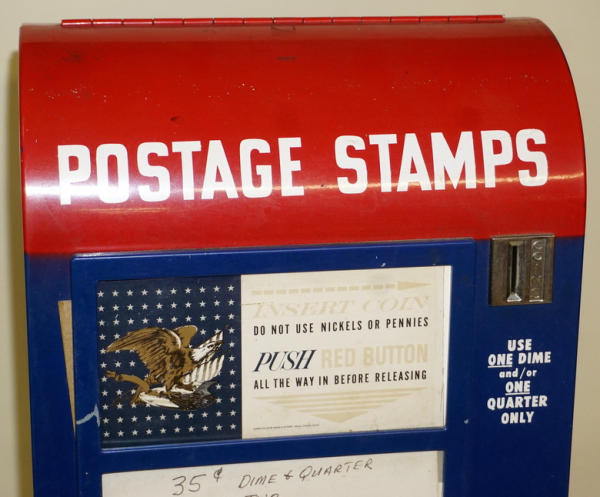 POSTAGE STAMPS
INSERT COIN
DO NOT USE NICKELS OR PENNIES
PUSH RED BUTTON
ALL THE WAY IN BEFORE RELEASING
USE
ONE DIME
and/or
ONE
QUARTER
ONLY
35¢ DIME & QUARTER